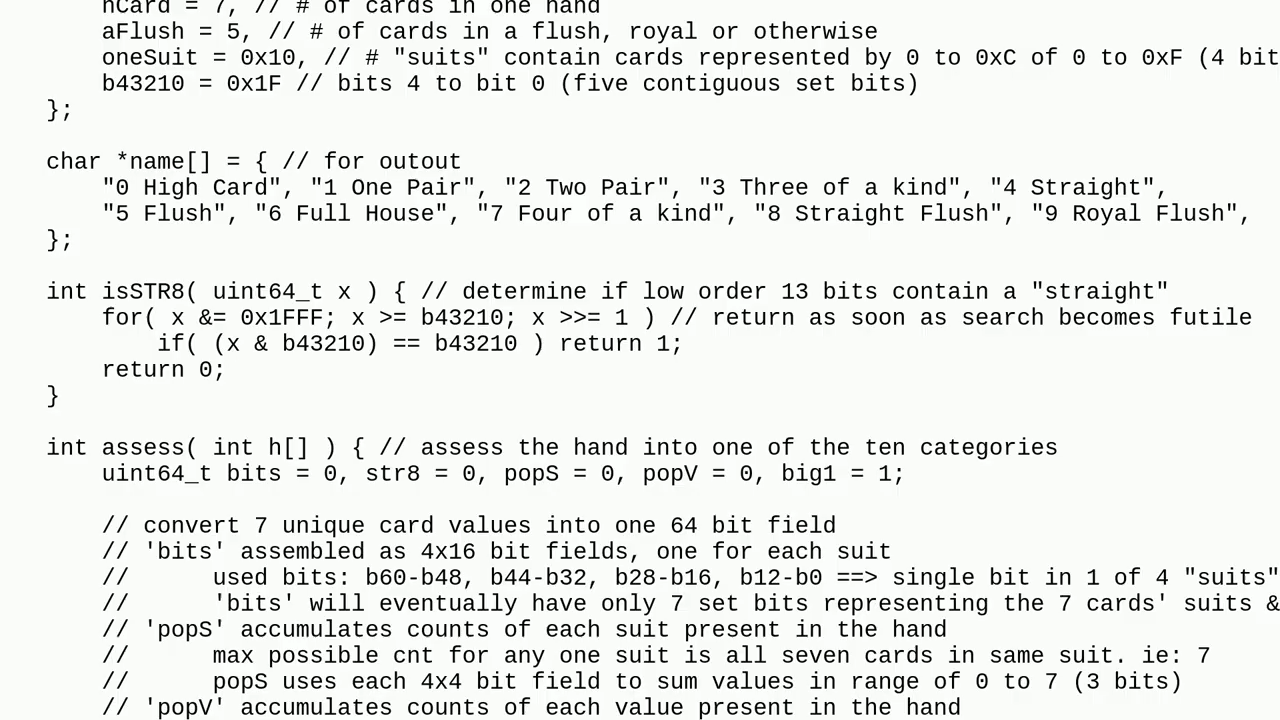 nCard = 7, // # of cards in one hand
aFlush = 5, // # of cards in a flush, royal or otherwise
oneSuit = 0x10, // # "suits" contain cards represented by 0 to 0xC of 0 to 0xF (4 bit
b43210 = 0x1F // bits 4 to bit 0 (five contiguous set bits)
};
char *name[] = { // for outout
"0 High Card", "1 One Pair", "2 Two Pair", "3 Three of a kind", "4 Straight",
"5 Flush", "6 Full House", "7 Four of a kind", "8 Straight Flush", "9 Royal Flush",
};
int isSTR8( uint64_t x ) { // determine if low order 13 bits contain a "straight"
for( x &= 0x1FFF; x >= b43210; x >>= 1 ) // return as soon as search becomes futile
if( (x & b43210) == b43210 ) return 1;
return 0;
}
int assess( int h[] ) { // assess the hand into one of the ten categories
uint64_t bits = 0, str8 = 0, popS = 0, popV = 0, big1 = 1;
// convert 7 unique card values into one 64 bit field
// 'bits' assembled as 4x16 bit fields, one for each suit
//      used bits: b60-b48, b44-b32, b28-b16, b12-b0 ==> single bit in 1 of 4 "suits"
//      'bits' will eventually have only 7 set bits representing the 7 cards' suits &
// 'popS' accumulates counts of each suit present in the hand
//      max possible cnt for any one suit is all seven cards in same suit. ie: 7
//      popS uses each 4x4 bit field to sum values in range of 0 to 7 (3 bits)
// 'popV' accumulates counts of each value present in the hand